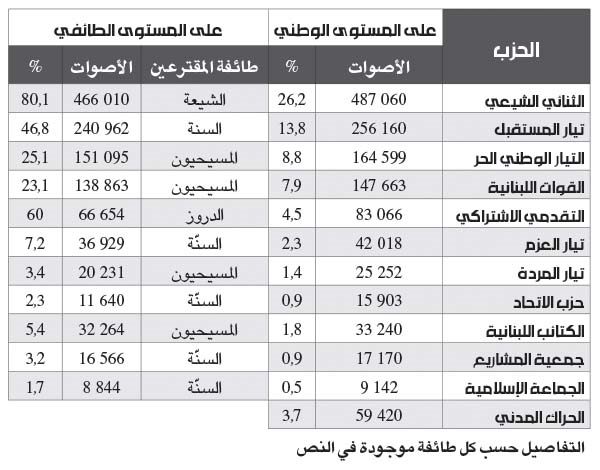 الحزب على المستوى الوطني على المستوى الطائفي
الأصوات % طائفة المقترعين الأصوات %
الثنائي الشيعي 487 060 26,2 الشيعة 466 010 80,1
تيار المستقبل 256 160 13,8 السنة 240 962 46,8
التيار الوطني الحر 164 599 8,8 المسيحيون 151 095 25,1
القوات اللبنانية 147 663 7,9 المسيحيون 138 863 23,1
التقدمي الاشتراكي 83 066 4,5 الدروز 66 654 60
تيار العزم 42 018 2,3 السنّة 36 929 7,2
تيار المردة 25 252 1,4 المسيحيون 20 231 3,4
حزب الاتحاد 15 903 0,9 السنّة 11 640 2,3
الكتائب اللبنانية 33 240 1,8 المسيحيون 32 264 5,4
جمعية المشاريع 17 170 0,9 السنّة 16 566 3,2
الجماعة الإسلامية 9 142 0,5 السنّة 8 844 1,7
الحراك المدني 59 420 3,7
التفاصيل حسب كل طائفة موجودة في النص